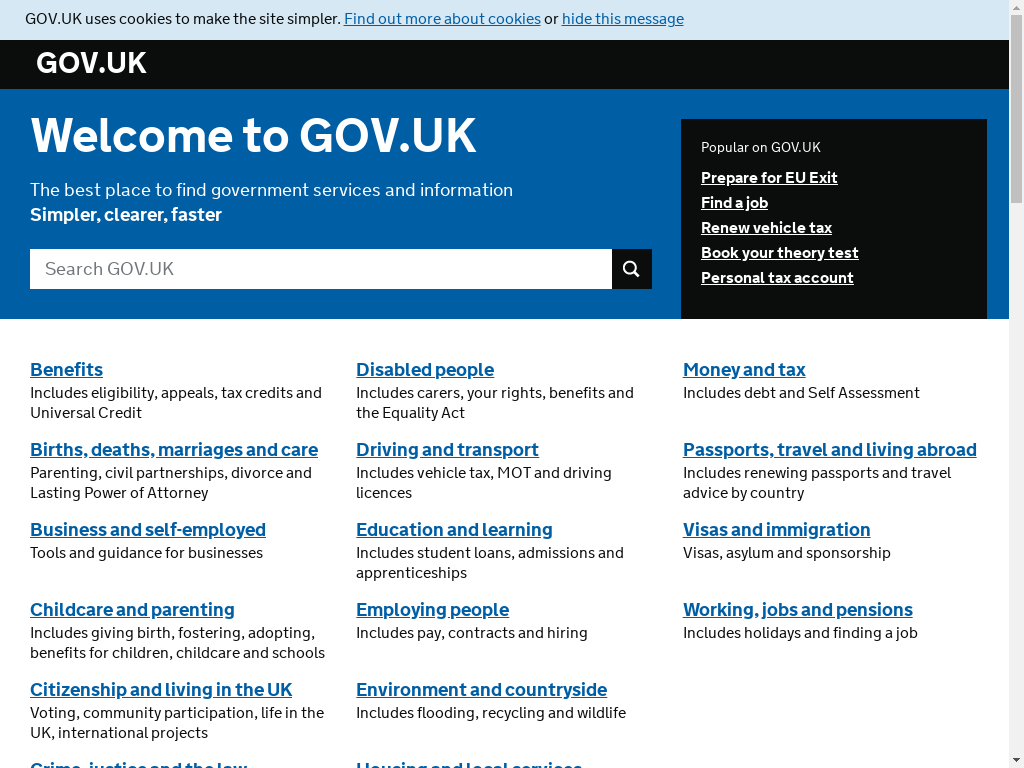 GOV.UK uses cookies to make the site simpler. Find out more about cookies or hide this message
GOV.UK
Welcome to GOV.UK
The best place to find government services and information
Simpler, clearer, faster
Search GOV.UK
Popular on GOV.UK
Prepare for EU Exit
Find a job
Renew vehicle tax
Book your theory test
Personal tax account
Benefits
Includes eligibility, appeals, tax credits and
Universal Credit
Births, deaths, marriages and care
Parenting, civil partnerships, divorce and
Lasting Power of Attorney
Business and self-employed
Tools and guidance for businesses
Childcare and parenting
Includes giving birth, fostering, adopting,
benefits for children, childcare and schools
Citizenship and living in the UK
Voting, community participation, life in the
UK, international projects
Crime, justice and the law
Disabled people
Includes carers, your rights, benefits and
the Equality Act
Driving and transport
Includes vehicle tax, MOT and driving
licences
Education and learning
Includes student loans, admissions and
apprenticeships
Employing people
Includes pay, contracts and hiring
Environment and countryside
Includes flooding, recycling and wildlife
Housing and local services
Money and tax
Includes debt and Self Assessment
Passports, travel and living abroad
Includes renewing passports and travel
advice by country
Visas and immigration
Visas, asylum and sponsorship
Working, jobs and pensions
Includes holidays and finding a job